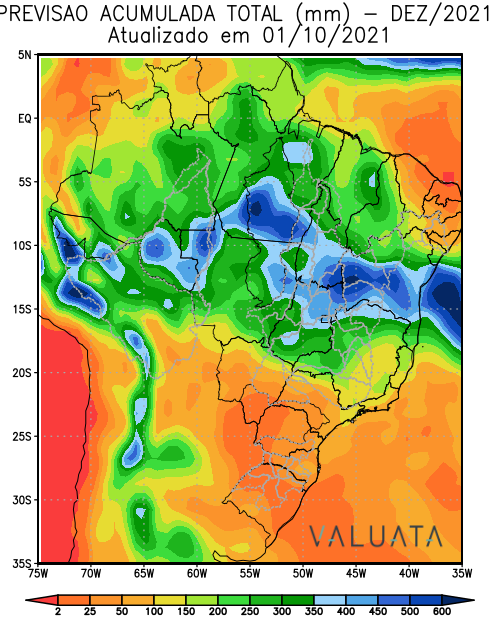 PREVISAO ACUMULADA TOTAL (mm) – DEZ/2021
Atualizado em 01/10/2021
5N
EQ
5S
10S
15S
20S
25S
30S
35S
VALUATA
75W 70W 65W 60W 55W 50W 45W 40W 35W
2 25 50 100 150 200 250 300 350 400 450 500 600